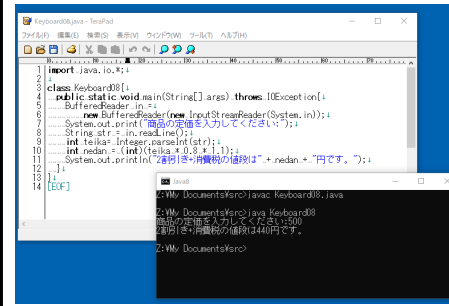 Keyboard08.java - TeraPad
ファイル(F) 編集(E) 検索(S) 表示(V) ウィンドウ(W) ツール(T) ヘルプ(H)
1 import java.io.*;
2
3 class Keyboard08{
4 public static void main(String[] args) throws IOException{
5 BufferedReader in =
6 new BufferedReader(new InputStreamReader(System.in));
7 System.out.print("商品の定価を入力してください:");
8 String str = in.readLine();
9 int teika= Integer.parseInt(str);
10 int nedan = (int)(teika * 0.8 * 1.1);
11 System.out.println("2割引き+消費税の値段は" + nedan + "円です。");
12 }
13 }
14 [EOF]
Java8
Z:¥My Documents¥src>javac Keyboard08.java
Z:¥My Documents¥src>java Keyboard08
商品の定価を入力してください:500
2割引き+消費税の値段は440円です。
Z:¥My Documents¥src>